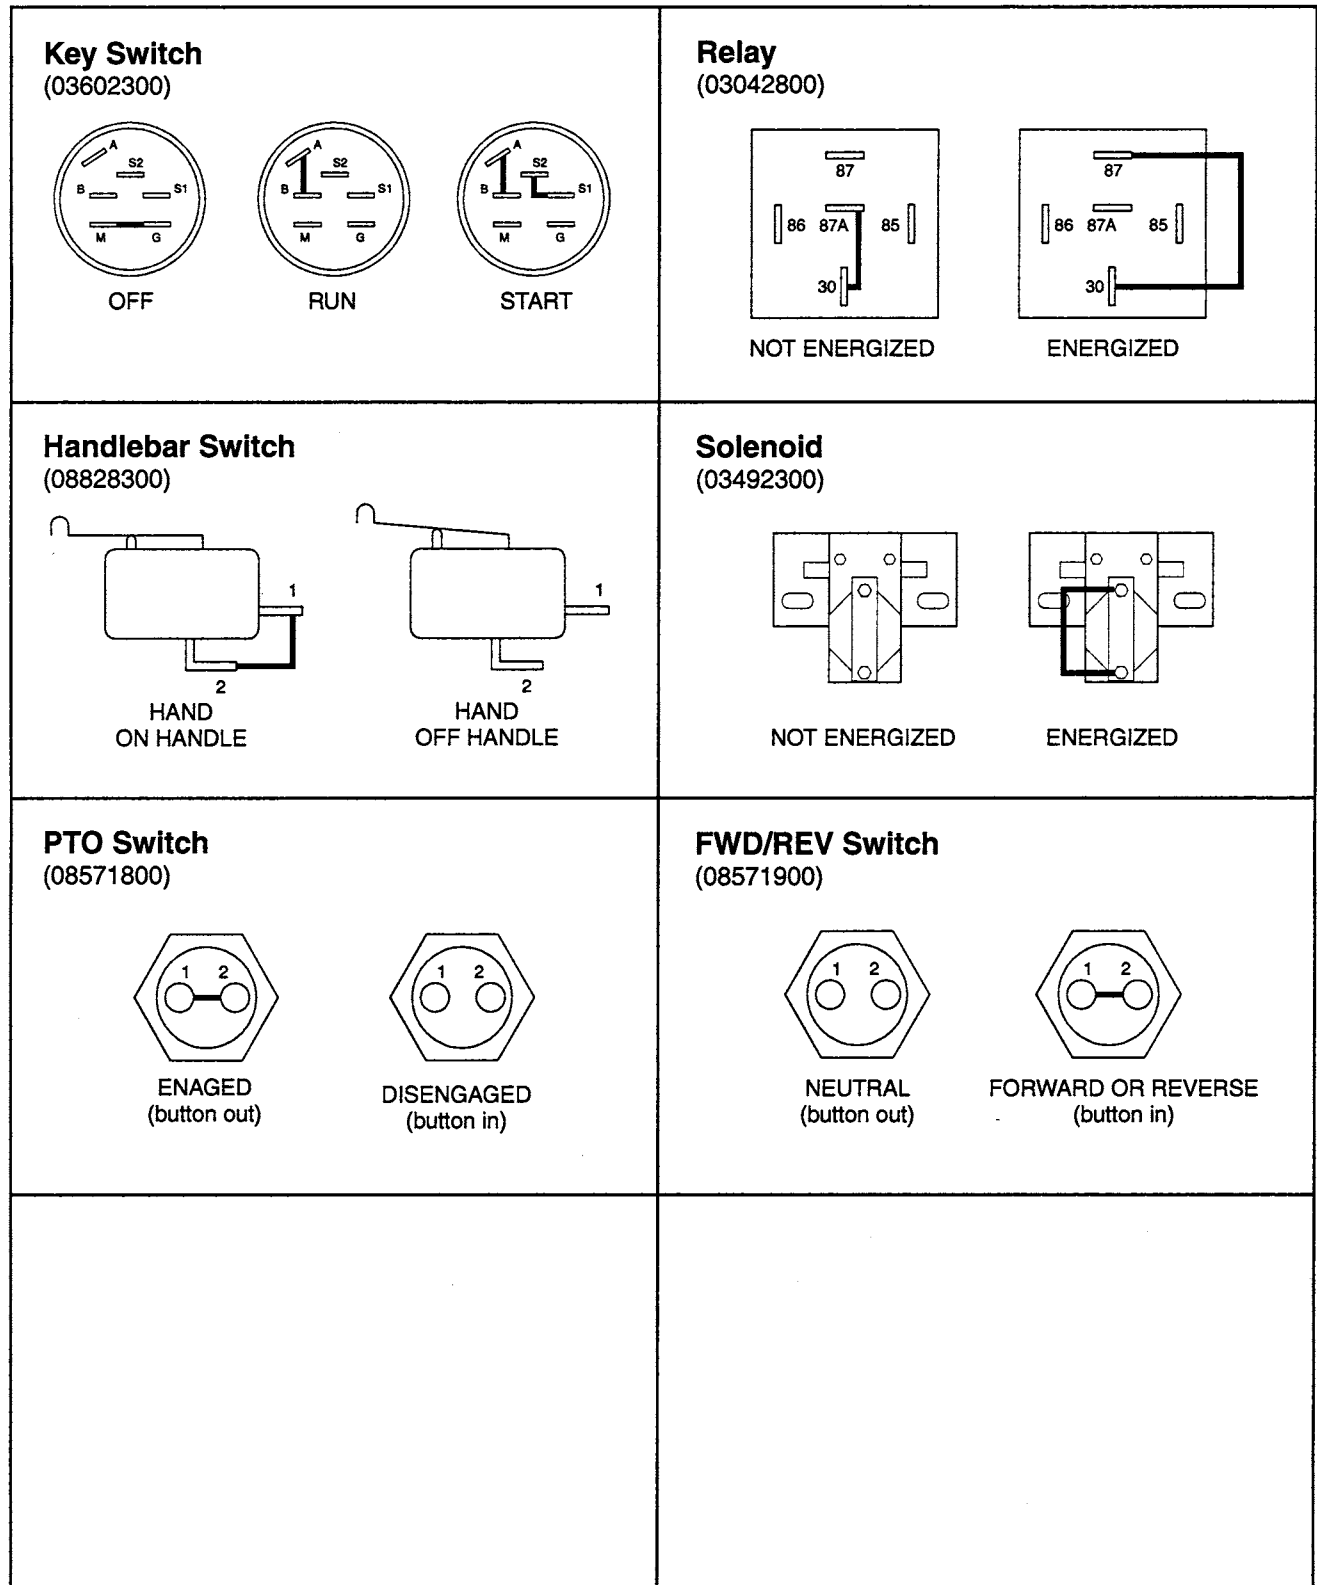 Key Switch
(03602300)
A
S2
B
S1
M
G
OFF
A
S2
B
S1
M
G
RUN
A
S2
B
S1
M
G
START
Relay
(03042800)
87
86
87A
85
30
NOT ENERGIZED
87
86
87A
85
30
ENERGIZED
Handlebar Switch
(08828300)
1
2
HAND
ON HANDLE
1
2
HAND
OFF HANDLE
Solenoid
(03492300)
NOT ENERGIZED
ENERGIZED
PTO Switch
(08571800)
1 2
ENAGED
(button out)
1 2
DISENGAGED
(button in)
FWD/REV Switch
(08571900)
1 2
NEUTRAL
(button out)
1 2
FORWARD OR REVERSE
(button in)